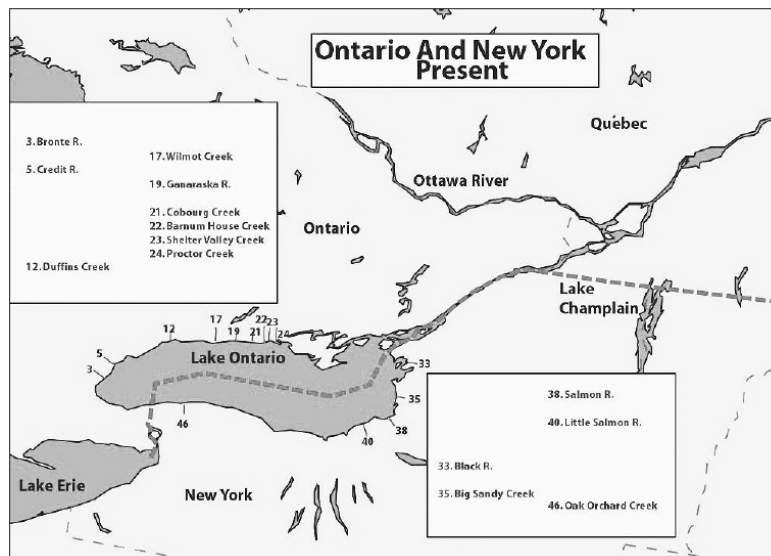 Ontario And New York
Present
Québec
3. Bronte R.
5. Credit R.
17. Wilmot Creek
19. Ganaraska R.
21. Cobourg Creek
22. Barnum House Creek
23. Shelter Valley Creek
24. Proctor Creek
12. Duffins Creek
Ottawa River
Ontario
Lake
Champlain
12
17
19
21
22
23
24
5
3
Lake Ontario
33
35
38
40
46
38. Salmon R.
40. Little Salmon R.
33. Black R.
35. Big Sandy Creek
46. Oak Orchard Creek
Lake Erie
New York